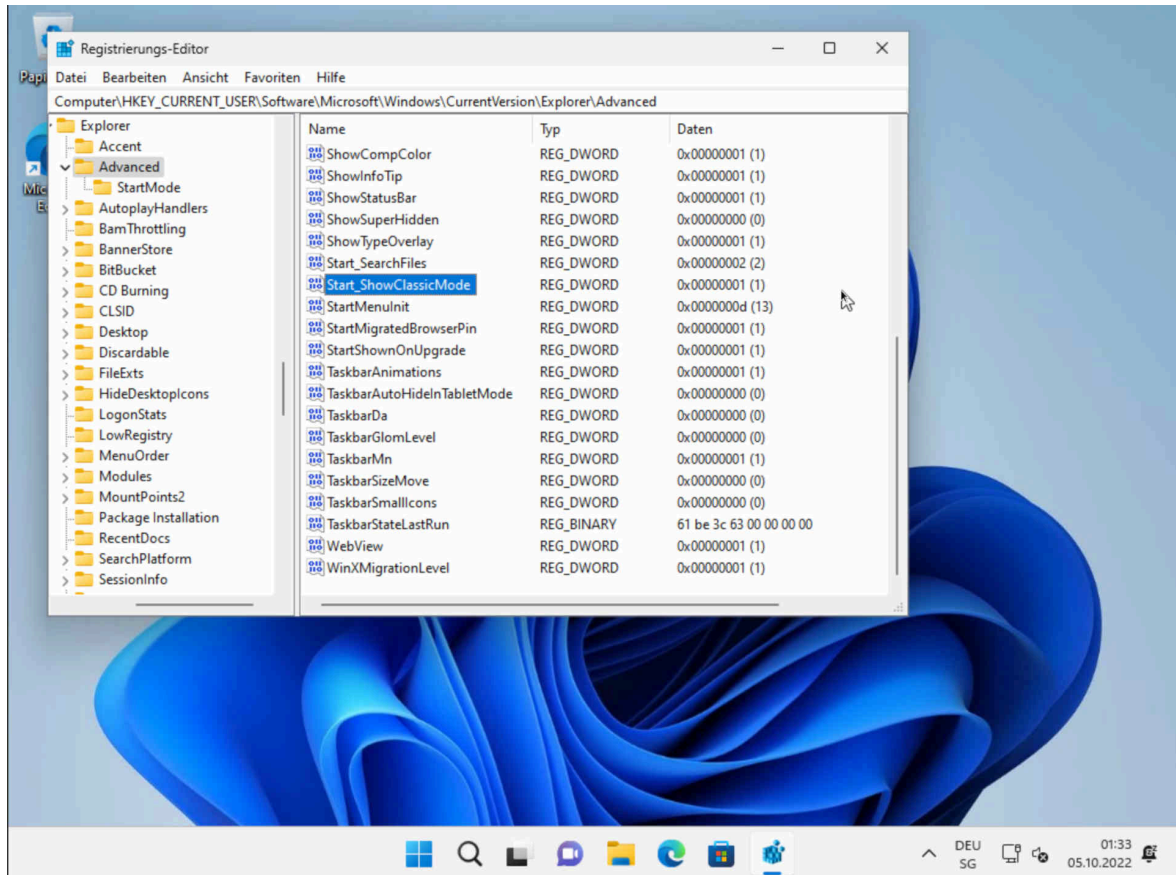 Registrierungs-Editor
Datei Bearbeiten Ansicht Favoriten Hilfe
Computer\HKEY_CURRENT_USER\Software\Microsoft\Windows\CurrentVersion\Explorer\Advanced
Explorer
Accent
Advanced
StartMode
AutoplayHandlers
BamThrottling
BannerStore
BitBucket
CD Burning
CLSID
Desktop
Discardable
FileExts
HideDesktopIcons
LogonStats
LowRegistry
MenuOrder
Modules
MountPoints2
Package Installation
RecentDocs
SearchPlatform
SessionInfo
Name Typ Daten
ShowCompColor REG_DWORD 0x00000001 (1)
ShowInfoTip REG_DWORD 0x00000001 (1)
ShowStatusBar REG_DWORD 0x00000001 (1)
ShowSuperHidden REG_DWORD 0x00000000 (0)
ShowTypeOverlay REG_DWORD 0x00000001 (1)
Start_SearchFiles REG_DWORD 0x00000002 (2)
Start_ShowClassicMode REG_DWORD 0x00000001 (1)
StartMenuInit REG_DWORD 0x0000000d (13)
StartMigratedBrowserPin REG_DWORD 0x00000001 (1)
StartShownOnUpgrade REG_DWORD 0x00000001 (1)
TaskbarAnimations REG_DWORD 0x00000001 (1)
TaskbarAutoHideInTabletMode REG_DWORD 0x00000000 (0)
TaskbarDa REG_DWORD 0x00000000 (0)
TaskbarGlomLevel REG_DWORD 0x00000000 (0)
TaskbarMn REG_DWORD 0x00000001 (1)
TaskbarSizeMove REG_DWORD 0x00000000 (0)
TaskbarSmallIcons REG_DWORD 0x00000000 (0)
TaskbarStateLastRun REG_BINARY 61 be 3c 63 00 00 00 00
WebView REG_DWORD 0x00000001 (1)
WinXMigrationLevel REG_DWORD 0x00000001 (1)
DEU
SG
01:33
05.10.2022